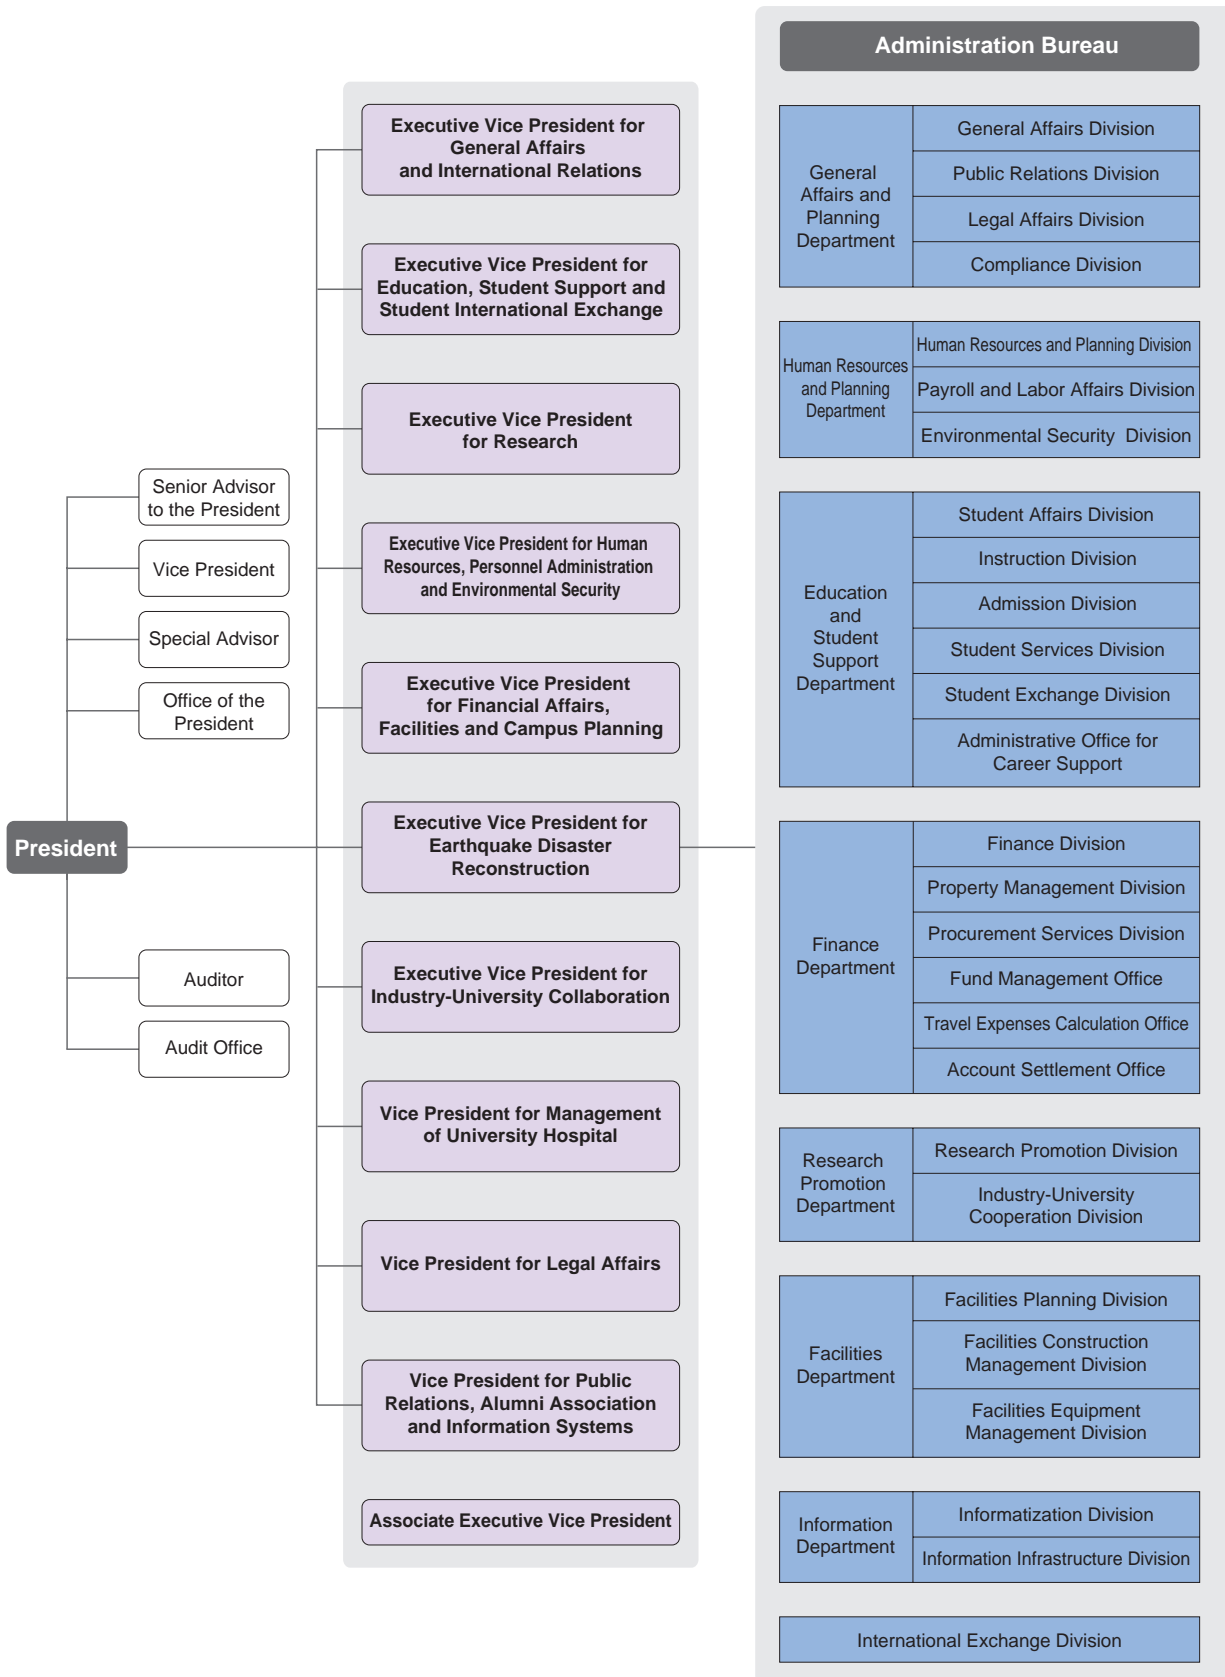 President
Senior Advisor
to the President
Vice President
Special Advisor
Office of the
President
Auditor
Audit Office
Executive Vice President for
General Affairs
and International Relations
Executive Vice President for
Education, Student Support and
Student International Exchange
Executive Vice President
for Research
Executive Vice President for Human
Resources, Personnel Administration
and Environmental Security
Executive Vice President
for Financial Affairs,
Facilities and Campus Planning
Executive Vice President for
Earthquake Disaster
Reconstruction
Executive Vice President for
Industry-University Collaboration
Vice President for Management
of University Hospital
Vice President for Legal Affairs
Vice President for Public
Relations, Alumni Association
and Information Systems
Associate Executive Vice President
Administration Bureau
General
Affairs and
Planning
Department
General Affairs Division
Public Relations Division
Legal Affairs Division
Compliance Division
Human Resources
and Planning
Department
Human Resources and Planning Division
Payroll and Labor Affairs Division
Environmental Security Division
Education
and
Student
Support
Department
Student Affairs Division
Instruction Division
Admission Division
Student Services Division
Student Exchange Division
Administrative Office for
Career Support
Finance
Department
Finance Division
Property Management Division
Procurement Services Division
Fund Management Office
Travel Expenses Calculation Office
Account Settlement Office
Research
Promotion
Department
Research Promotion Division
Industry-University
Cooperation Division
Facilities
Department
Facilities Planning Division
Facilities Construction
Management Division
Facilities Equipment
Management Division
Information
Department
Informatization Division
Information Infrastructure Division
International Exchange Division